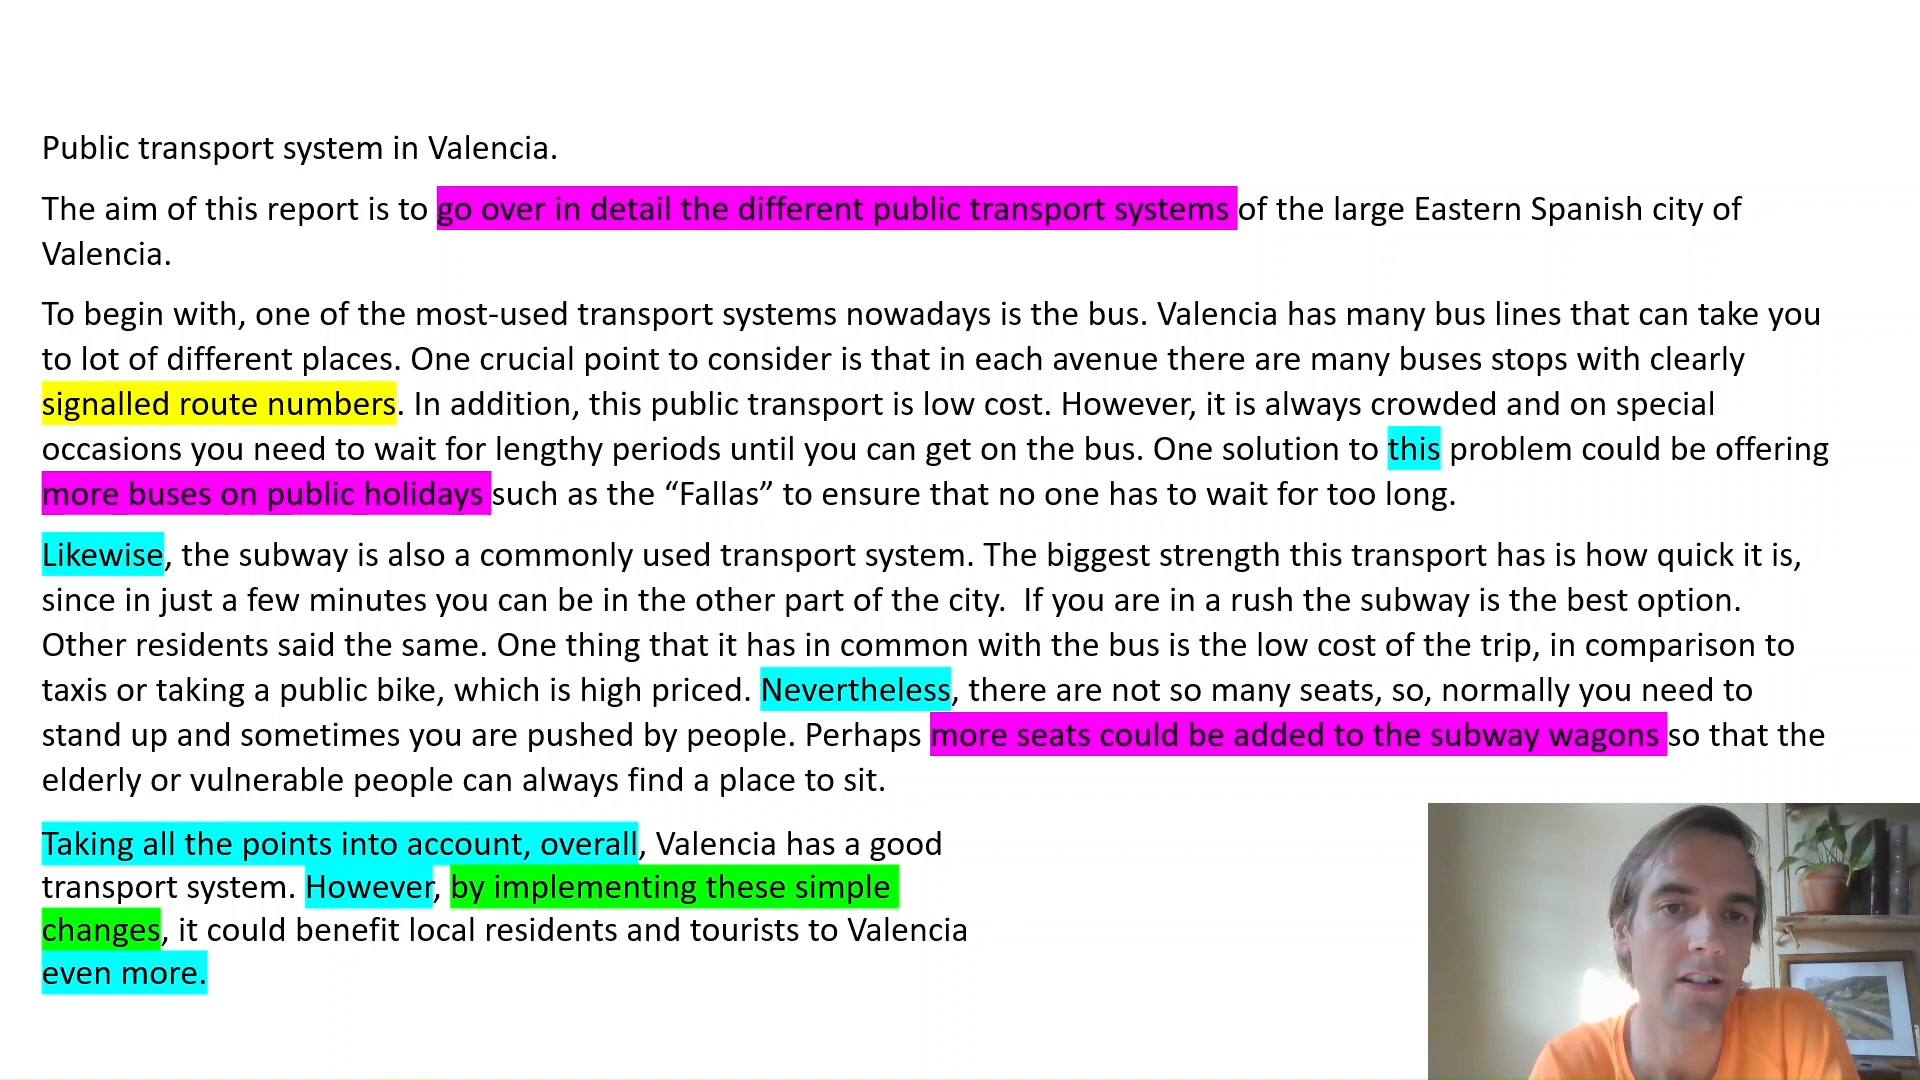 Public transport system in Valencia.
The aim of this report is to go over in detail the different public transport systems of the large Eastern Spanish city of
Valencia.
To begin with, one of the most-used transport systems nowadays is the bus. Valencia has many bus lines that can take you
to lot of different places. One crucial point to consider is that in each avenue there are many buses stops with clearly
signalled route numbers. In addition, this public transport is low cost. However, it is always crowded and on special
occasions you need to wait for lengthy periods until you can get on the bus. One solution to this problem could be offering
more buses on public holidays such as the “Fallas” to ensure that no one has to wait for too long.
Likewise, the subway is also a commonly used transport system. The biggest strength this transport has is how quick it is,
since in just a few minutes you can be in the other part of the city.  If you are in a rush the subway is the best option.
Other residents said the same. One thing that it has in common with the bus is the low cost of the trip, in comparison to
taxis or taking a public bike, which is high priced. Nevertheless, there are not so many seats, so, normally you need to
stand up and sometimes you are pushed by people. Perhaps more seats could be added to the subway wagons so that the
elderly or vulnerable people can always find a place to sit.
Taking all the points into account, overall, Valencia has a good
transport system. However, by implementing these simple
changes, it could benefit local residents and tourists to Valencia
even more.